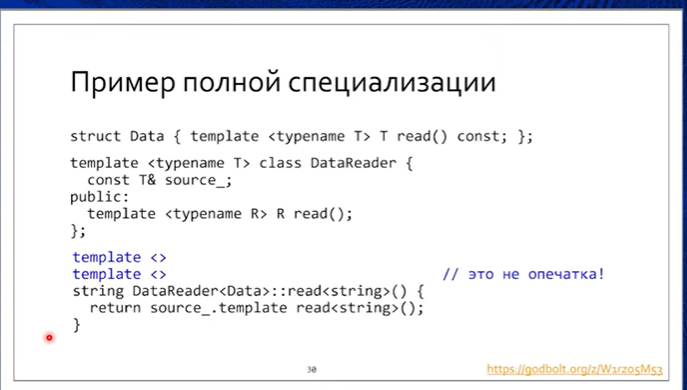 Пример полной специализации
struct Data { template <typename T> T read() const; };
template <typename T> class DataReader {
  const T& source_;
public:
  template <typename R> R read();
};
template <>
template <> // это не опечатка!
string DataReader<Data>::read<string>() {
  return source_.template read<string>();
}
30
https://godbolt.org/z/W1rzo5M53